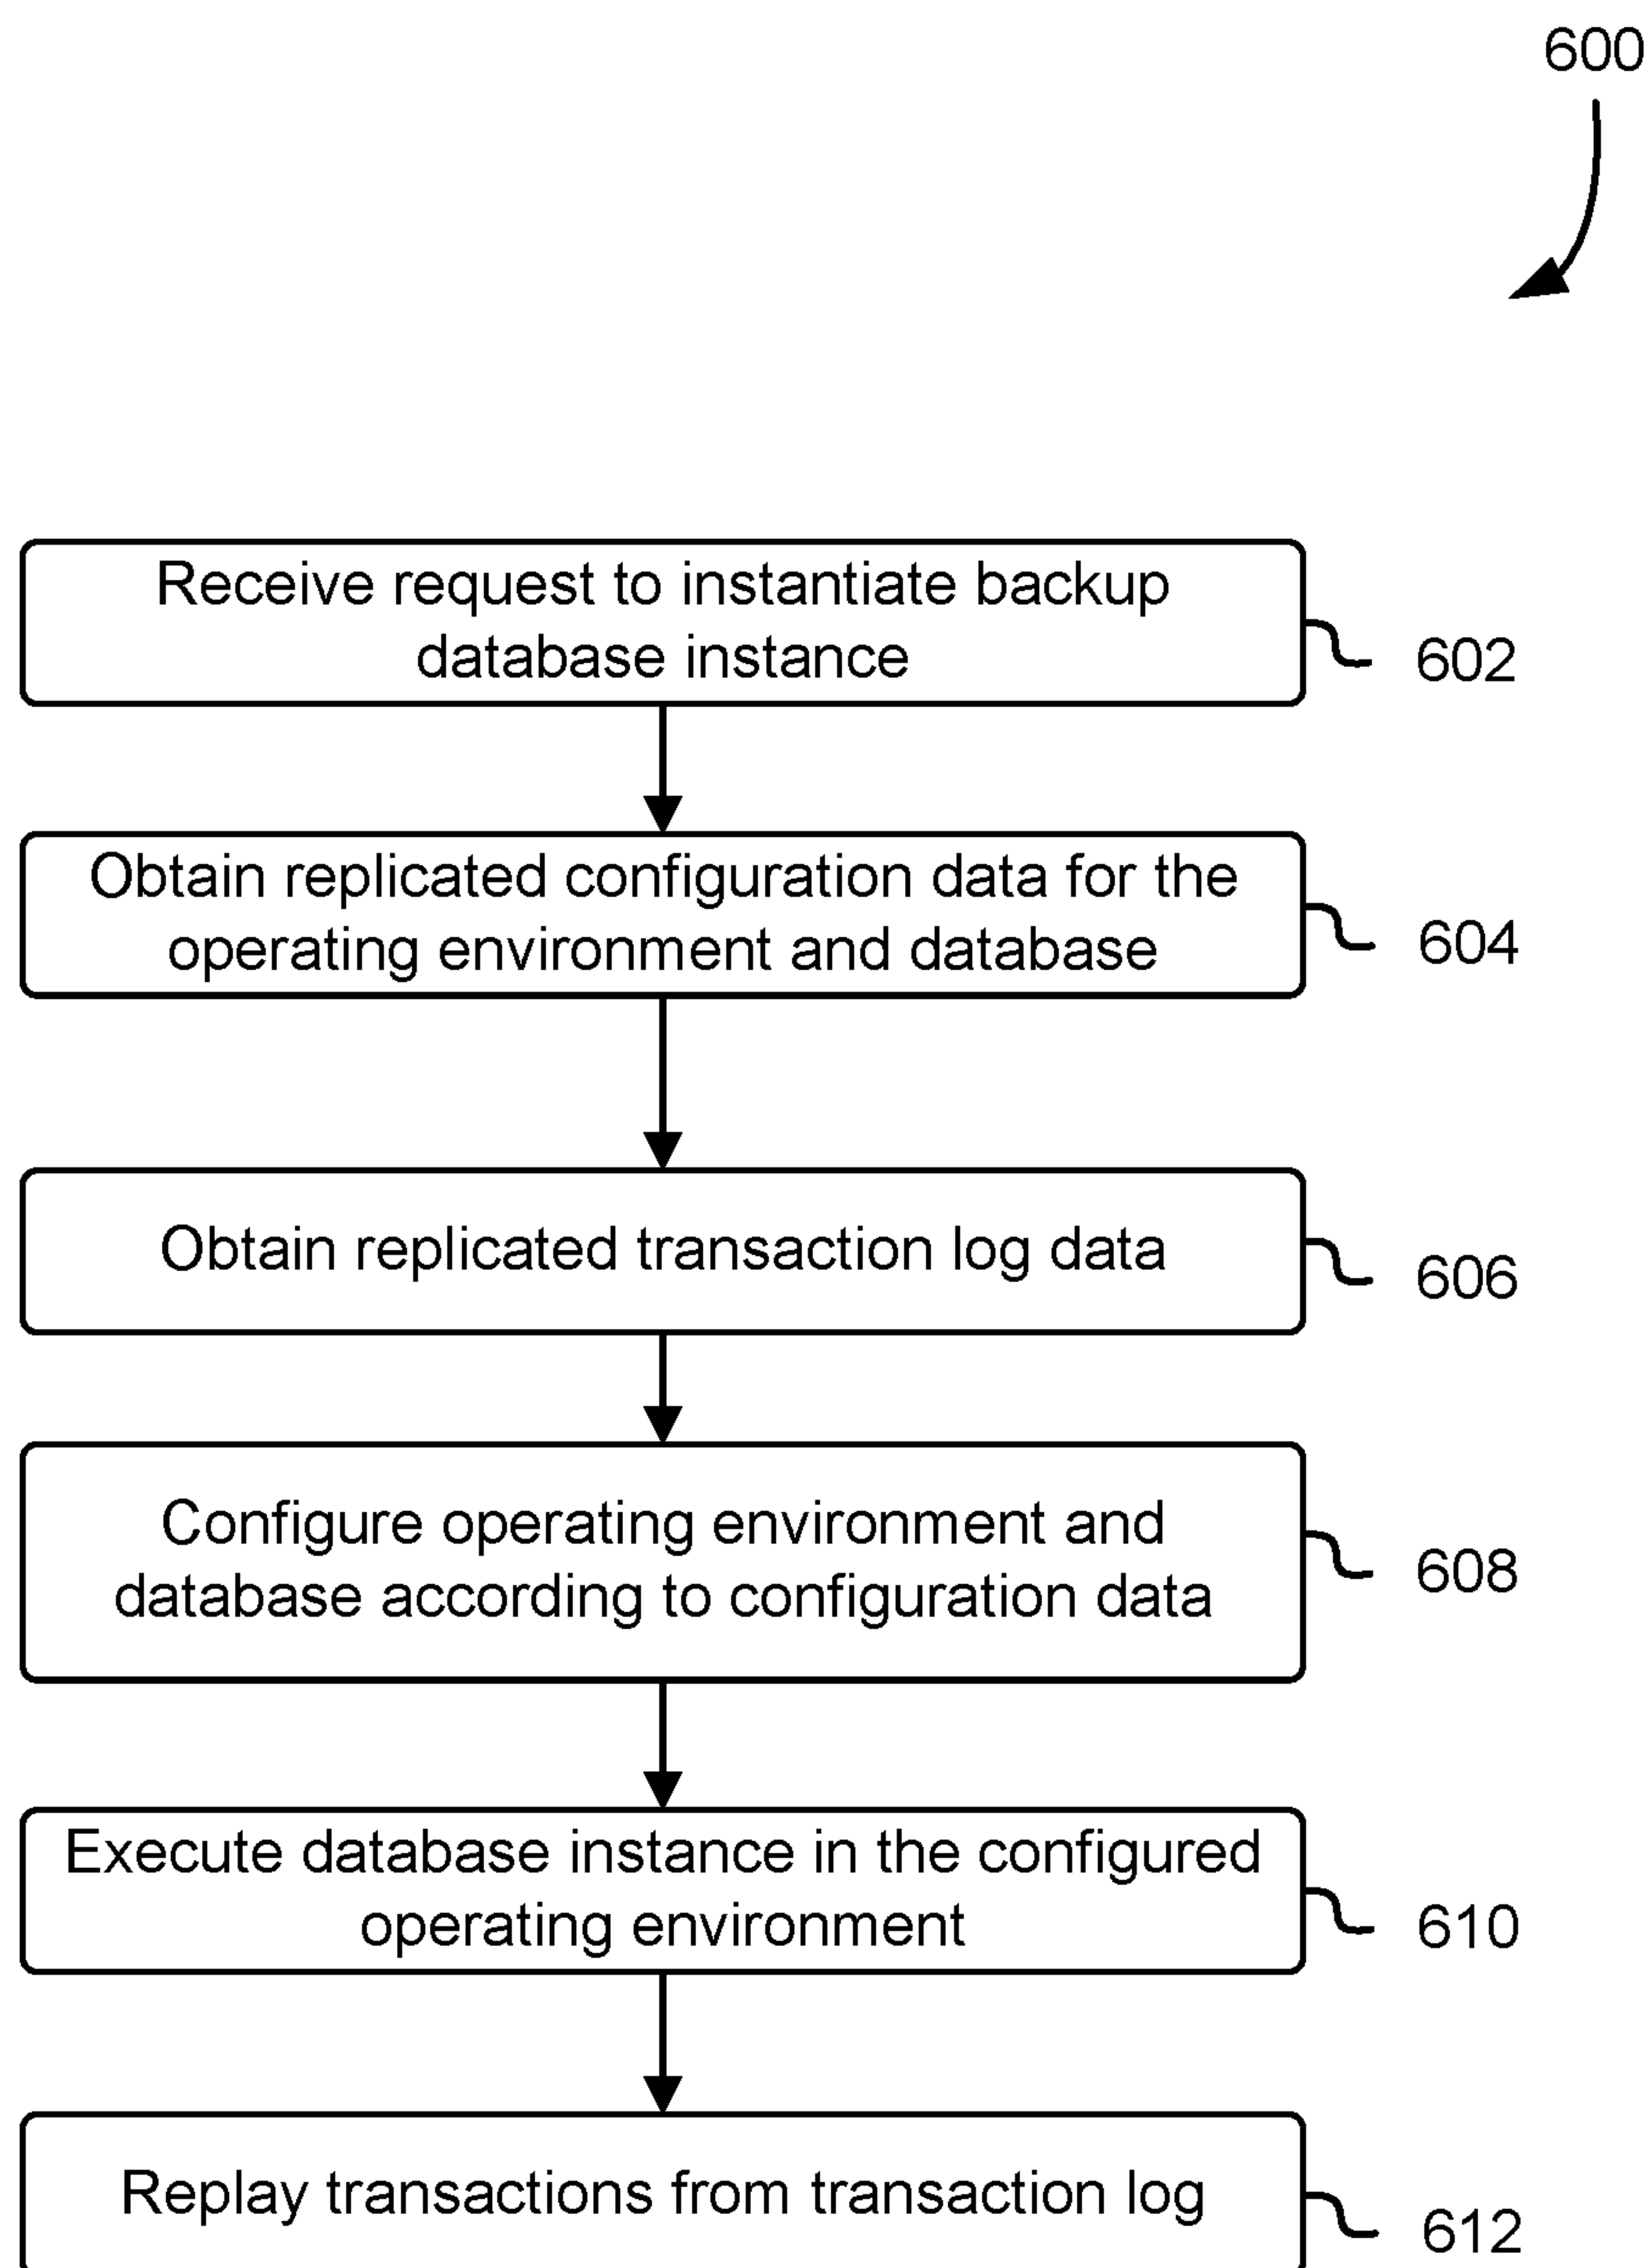 600
Receive request to instantiate backup
database instance
602
Obtain replicated configuration data for the
operating environment and database
604
Obtain replicated transaction log data
606
Configure operating environment and
database according to configuration data
608
Execute database instance in the configured
operating environment
610
Replay transactions from transaction log
612